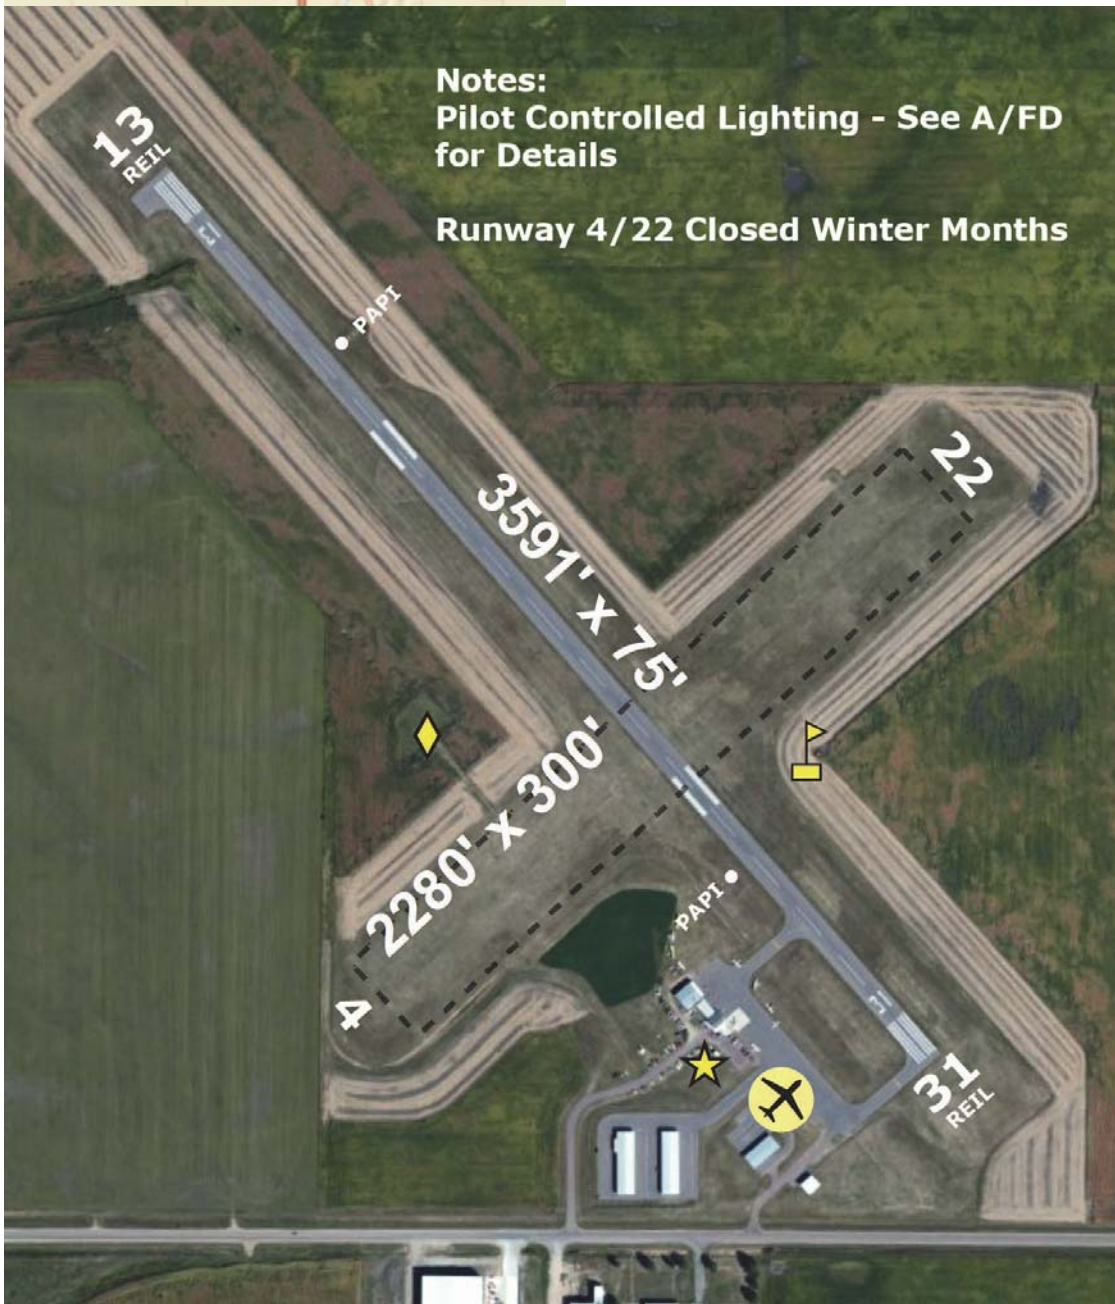 Notes:
Pilot Controlled Lighting - See A/FD
for Details
Runway 4/22 Closed Winter Months
13
REIL
PAPI
22
3591' x 75'
2280' x 300'
PAPI
4
31
REIL